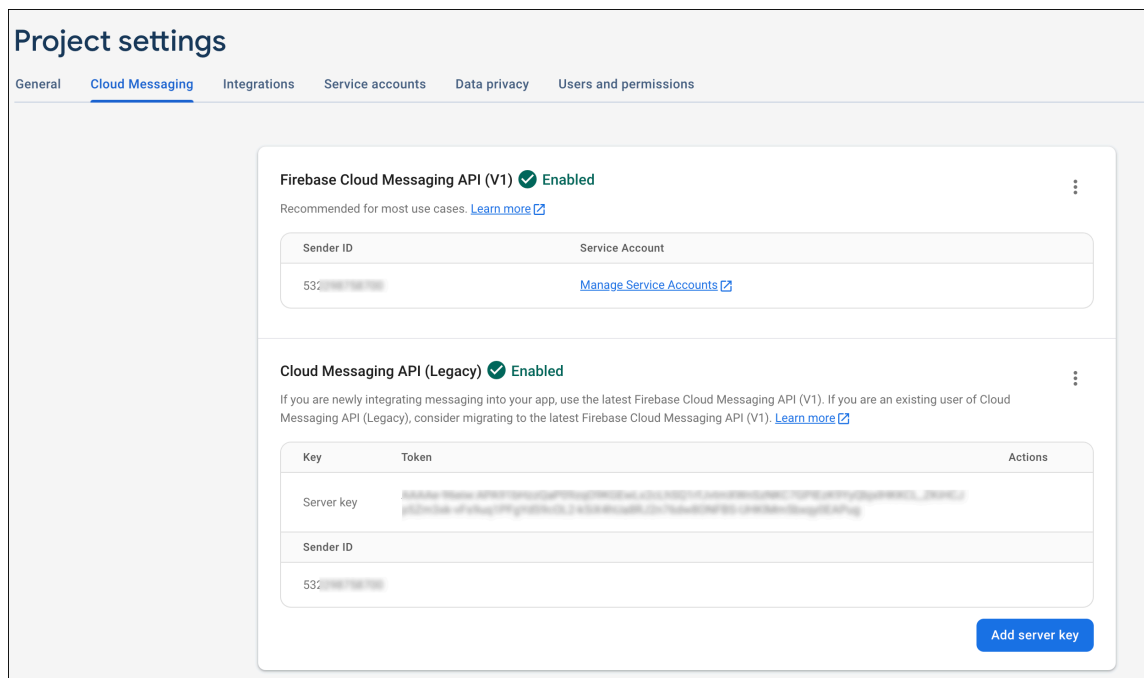 Project settings
General Cloud Messaging Integrations Service accounts Data privacy Users and permissions
Firebase Cloud Messaging API (V1) Enabled
Recommended for most use cases. Learn more
Sender ID Service Account
532 Manage Service Accounts
Cloud Messaging API (Legacy) Enabled
If you are newly integrating messaging into your app, use the latest Firebase Cloud Messaging API (V1). If you are an existing user of Cloud
Messaging API (Legacy), consider migrating to the latest Firebase Cloud Messaging API (V1). Learn more
Key Token Actions
Server key
Sender ID
532
Add server key